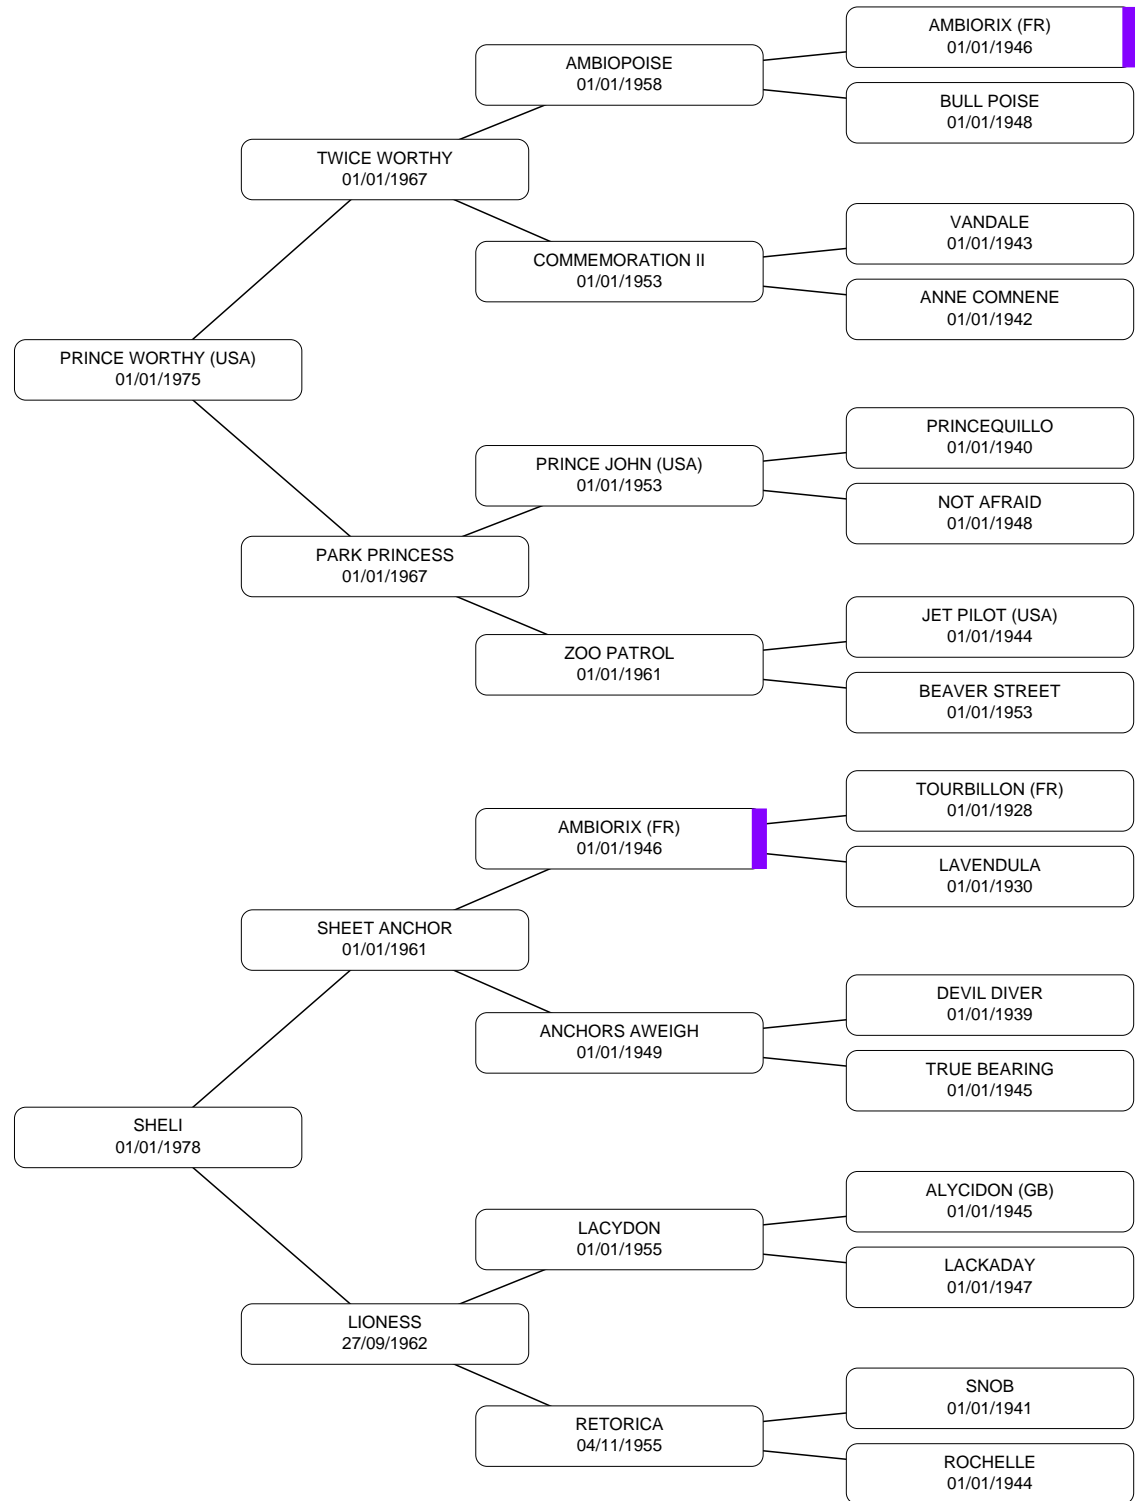 AMBIORIX (FR)
01/01/1946
AMBIOPOISE
01/01/1958
BULL POISE
01/01/1948
TWICE WORTHY
01/01/1967
VANDALE
01/01/1943
COMMEMORATION II
01/01/1953
ANNE COMNENE
01/01/1942
PRINCE WORTHY (USA)
01/01/1975
PRINCEQUILLO
01/01/1940
PRINCE JOHN (USA)
01/01/1953
NOT AFRAID
01/01/1948
PARK PRINCESS
01/01/1967
JET PILOT (USA)
01/01/1944
ZOO PATROL
01/01/1961
BEAVER STREET
01/01/1953
TOURBILLON (FR)
01/01/1928
AMBIORIX (FR)
01/01/1946
LAVENDULA
01/01/1930
SHEET ANCHOR
01/01/1961
DEVIL DIVER
01/01/1939
ANCHORS AWEIGH
01/01/1949
TRUE BEARING
01/01/1945
SHELI
01/01/1978
ALYCIDON (GB)
01/01/1945
LACYDON
01/01/1955
LACKADAY
01/01/1947
LIONESS
27/09/1962
SNOB
01/01/1941
RETORICA
04/11/1955
ROCHELLE
01/01/1944